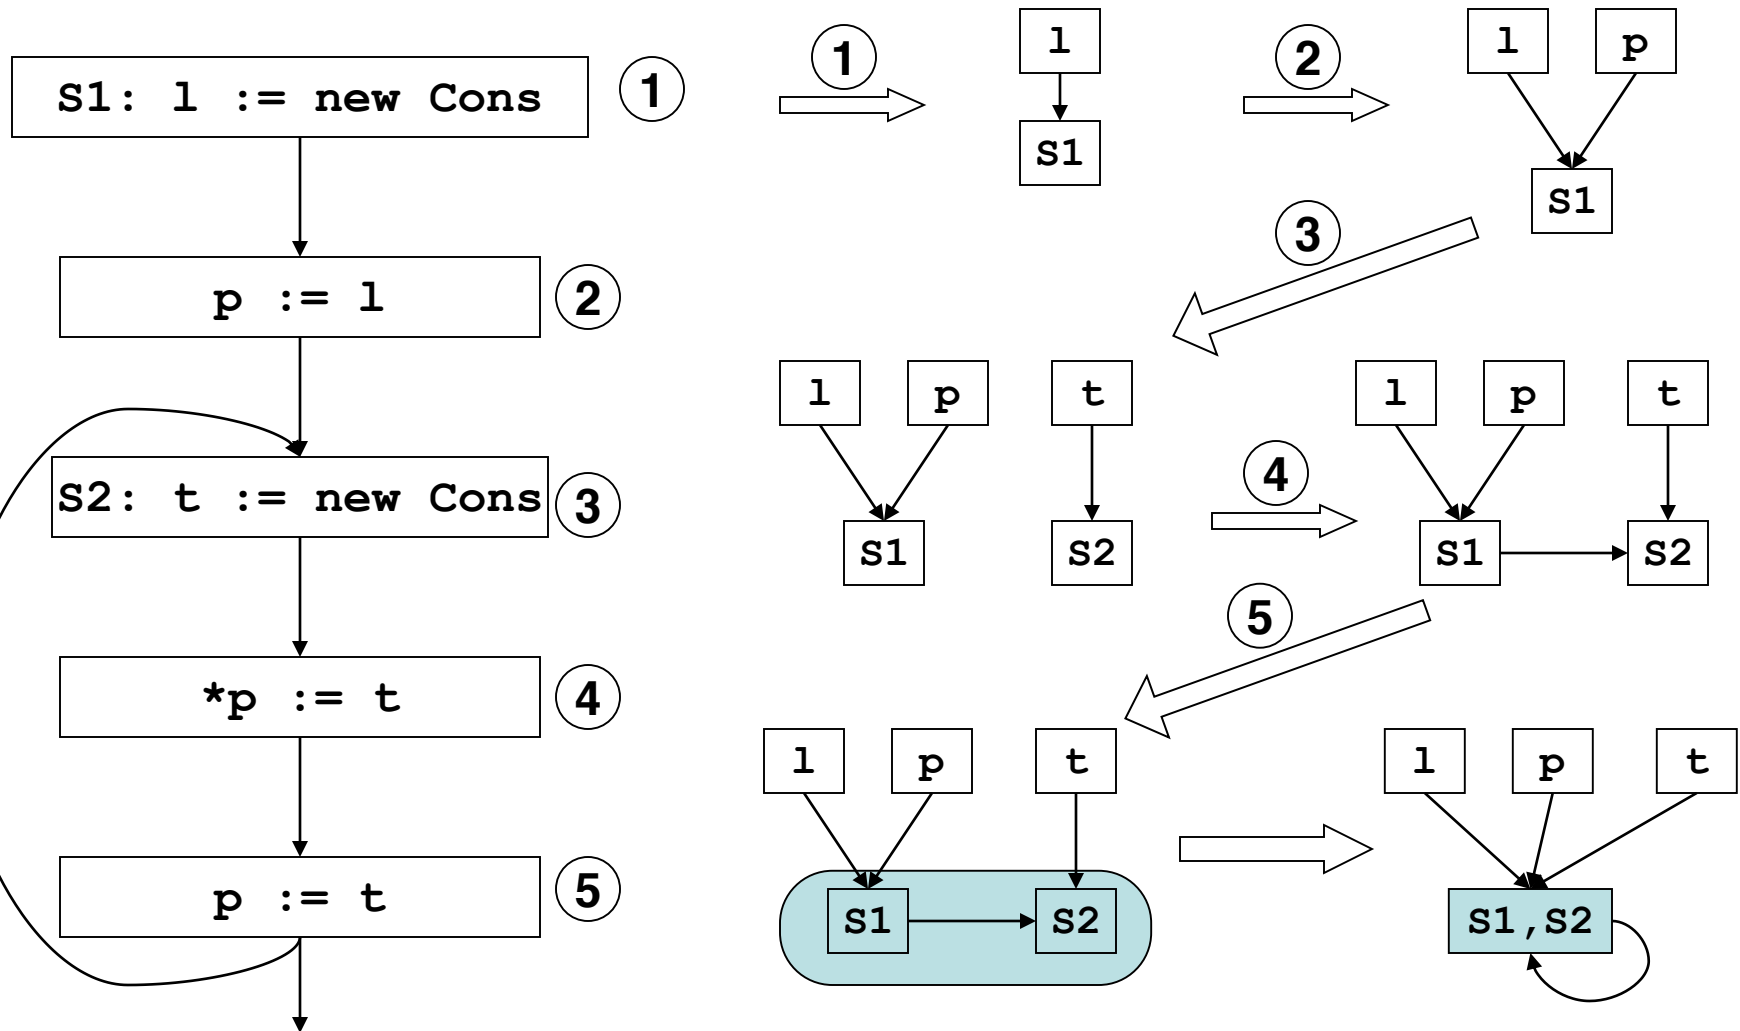 S1: l := new Cons
1
p := l
2
S2: t := new Cons
3
*p := t
4
p := t
5
1
l
S1
2
l p
S1
3
l p t
S1 S2
4
l p t
S1 S2
5
l p t
S1 S2
l p t
S1,S2